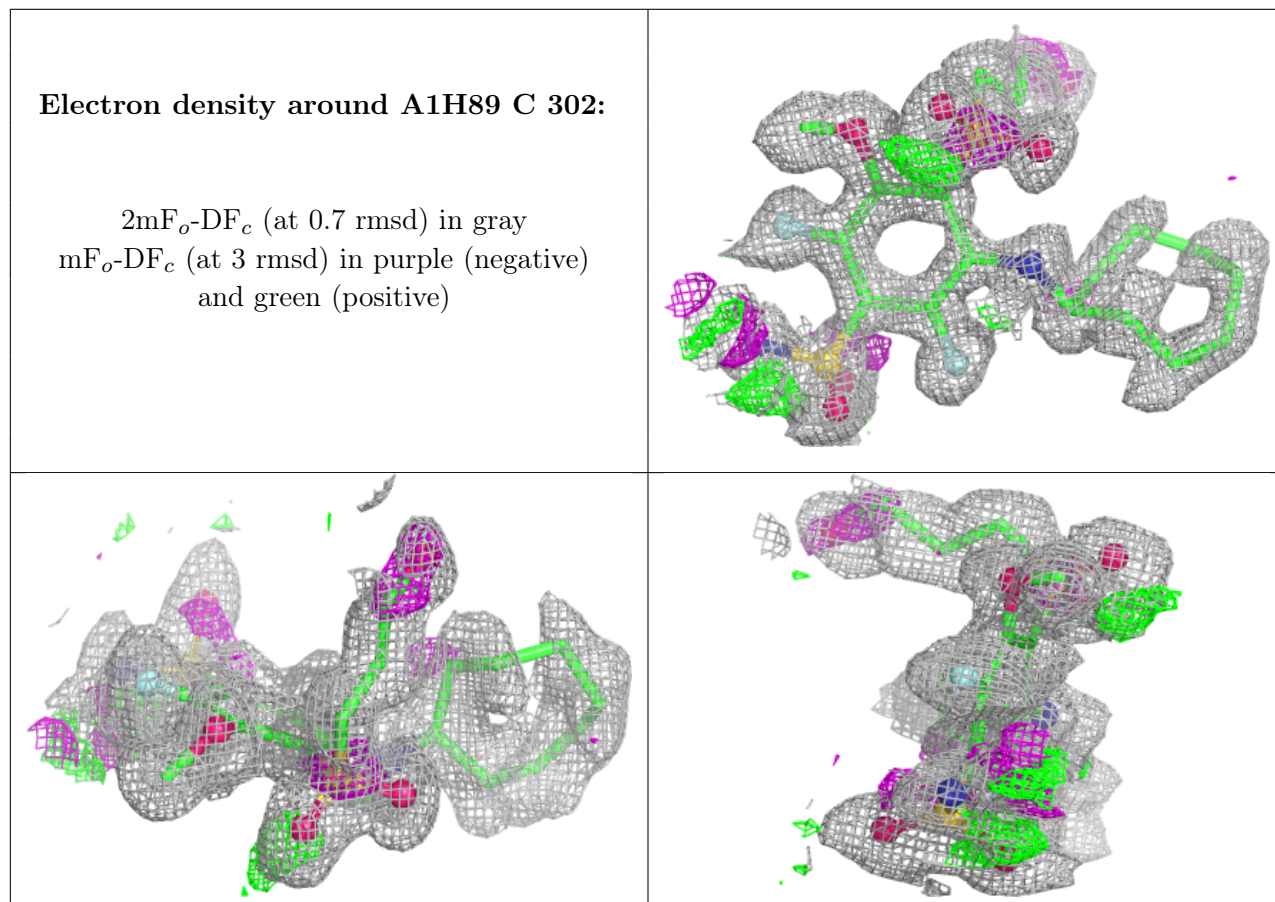 Electron density around A1H89 C 302:
2mFₒ-DF𝒸 (at 0.7 rmsd) in gray
mFₒ-DF𝒸 (at 3 rmsd) in purple (negative)
and green (positive)